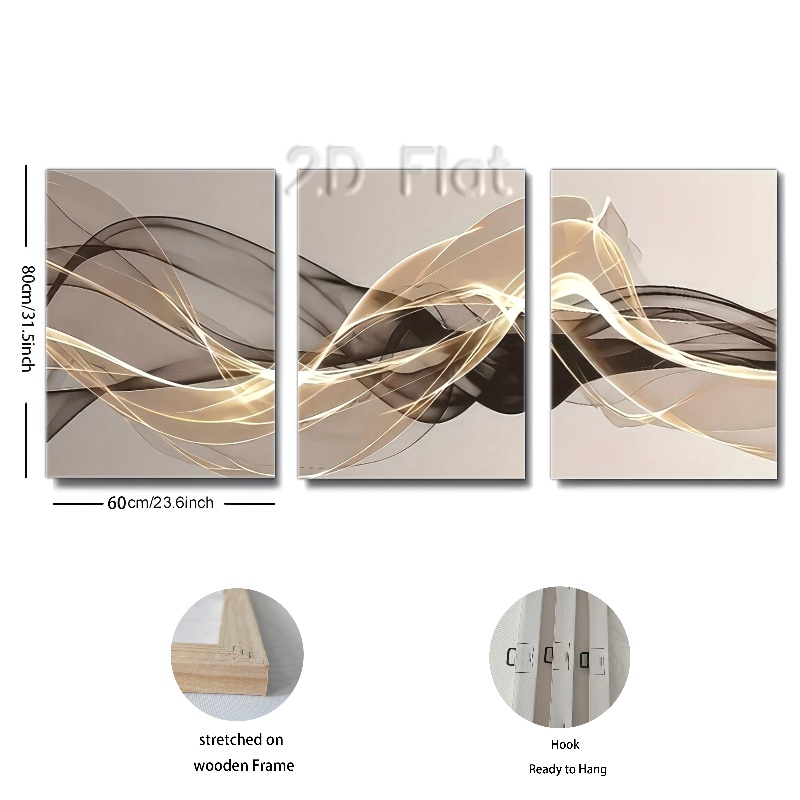 2D Flat
80cm/31.5inch
60cm/23.6inch
stretched on
wooden Frame
Hook
Ready to Hang